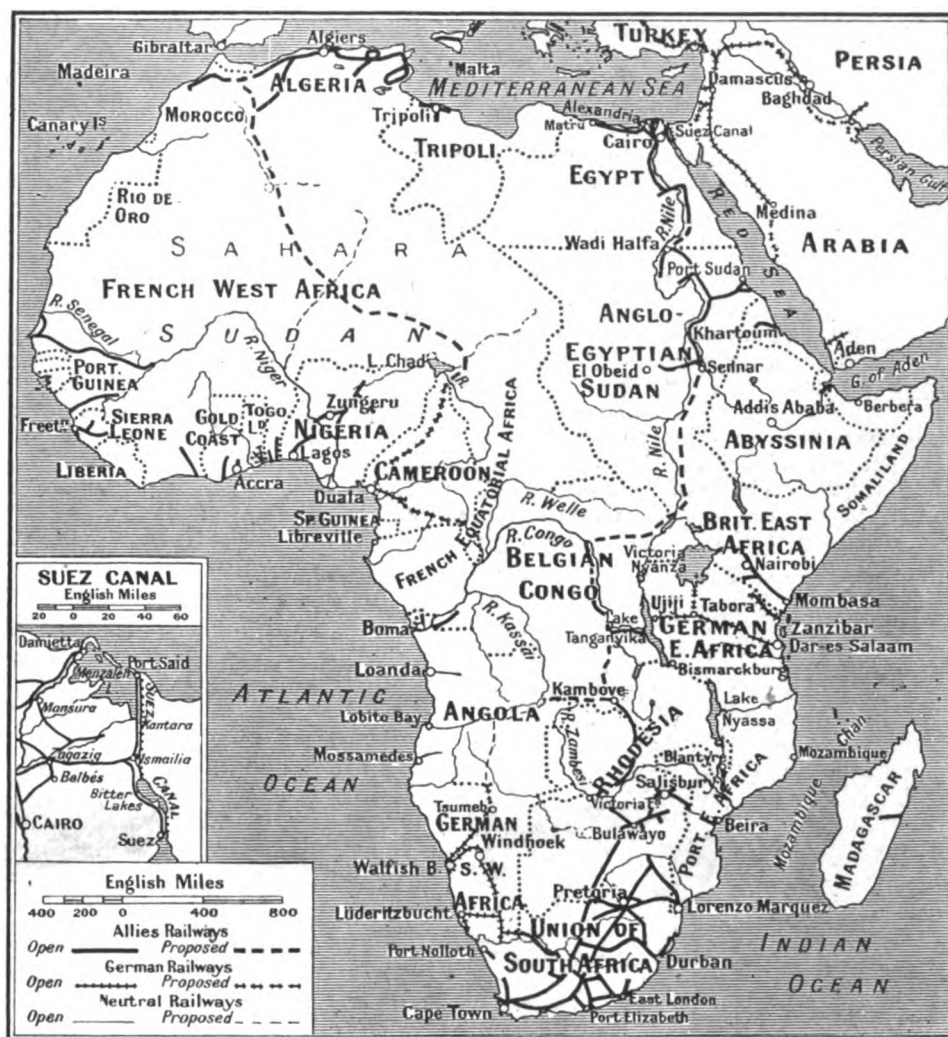 TURKEY
PERSIA
Gibraltar
Algiers
Madeira
ALGERIA
Malta
MEDITERRANEAN SEA
Damascus
Baghdad
MOROCCO
Tripoli
Alexandria
Matru
Cairo
Suez Canal
Persian Gulf
Canary Is
TRIPOLI
EGYPT
RIO DE ORO
R. Nile
RED SEA
Medina
SAHARA
Wadi Halfa
ARABIA
FRENCH WEST AFRICA
Port Sudan
R. Senegal
SUDAN
R. Niger
ANGLO-
EGYPTIAN
SUDAN
Khartoum
Aden
G. of Aden
L. Chad
El Obeid
Sennar
PORT. GUINEA
Zungeru
Addis Ababa
Berbera
Freetn.
SIERRA LEONE
GOLD COAST
TOGO LD.
NIGERIA
Lagos
ABYSSINIA
LIBERIA
Accra
CAMEROON
R. Nile
SOMALILAND
Duala
FRENCH EQUATORIAL AFRICA
R. Welle
SP. GUINEA
Libreville
R. Congo
BRIT. EAST AFRICA
BELGIAN CONGO
Victoria Nyanza
Nairobi
Mombasa
Ujiji
Tabora
Boma
R. Kassai
Lake Tanganyika
GERMAN E. AFRICA
Zanzibar
Dar-es Salaam
Bismarckburg
Loanda
ATLANTIC OCEAN
ANGOLA
Kambove
Lake Nyassa
Lobito Bay
R. Zambesi
RHODESIA
Mossamedes
Blantyre
Mozambique
Mozambique Chan
Salisbury
PORT. E. AFRICA
MADAGASCAR
Tsumeb
GERMAN S. W. AFRICA
Victoria Fs.
Bulawayo
Beira
Windhoek
Walfish B.
Pretoria
Lorenzo Marquez
Lüderitzbucht
UNION OF SOUTH AFRICA
INDIAN OCEAN
Port Nolloth
Durban
East London
Cape Town
Port Elizabeth
SUEZ CANAL
English Miles
20 0 20 40 60
Damietta
Port Said
Menzaleh
L.
SUEZ CANAL
Mansura
Kantara
Zagazig
Ismailia
Belbés
Bitter Lakes
CAIRO
Suez
English Miles
400 200 0 400 800
Allies Railways
Open Proposed
German Railways
Open Proposed
Neutral Railways
Open Proposed